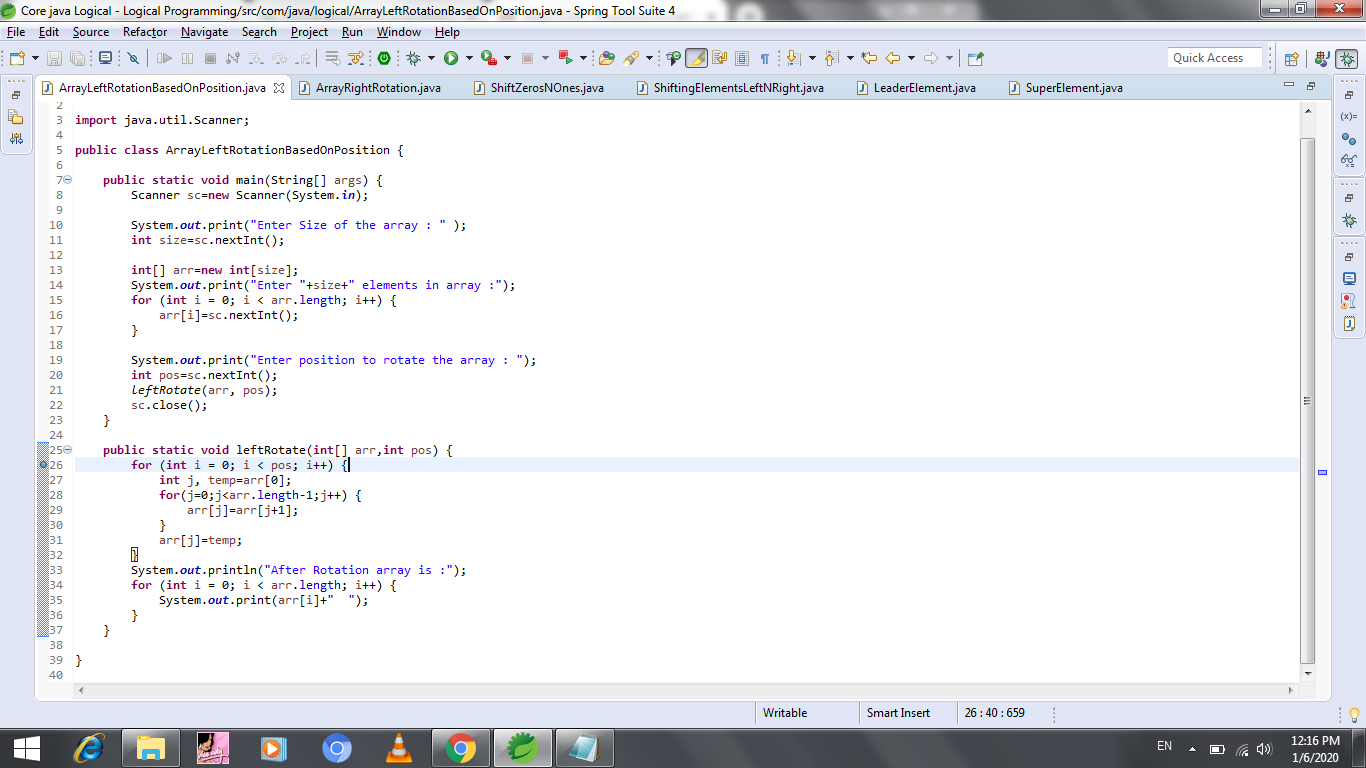 Core java Logical - Logical Programming/src/com/java/logical/ArrayLeftRotationBasedOnPosition.java - Spring Tool Suite 4
File Edit Source Refactor Navigate Search Project Run Window Help
Quick Access
ArrayLeftRotationBasedOnPosition.java ArrayRightRotation.java ShiftZerosNOnes.java ShiftingElementsLeftNRight.java LeaderElement.java SuperElement.java
2
3 import java.util.Scanner;
4
5 public class ArrayLeftRotationBasedOnPosition {
6
7 public static void main(String[] args) {
8 Scanner sc=new Scanner(System.in);
9
10 System.out.print("Enter Size of the array : " );
11 int size=sc.nextInt();
12
13 int[] arr=new int[size];
14 System.out.print("Enter "+size+" elements in array :");
15 for (int i = 0; i < arr.length; i++) {
16 arr[i]=sc.nextInt();
17 }
18
19 System.out.print("Enter position to rotate the array : ");
20 int pos=sc.nextInt();
21 leftRotate(arr, pos);
22 sc.close();
23 }
24
25 public static void leftRotate(int[] arr,int pos) {
26 for (int i = 0; i < pos; i++) {
27 int j, temp=arr[0];
28 for(j=0;j<arr.length-1;j++) {
29 arr[j]=arr[j+1];
30 }
31 arr[j]=temp;
32 }
33 System.out.println("After Rotation array is :");
34 for (int i = 0; i < arr.length; i++) {
35 System.out.print(arr[i]+"  ");
36 }
37 }
38
39 }
40
Writable Smart Insert 26 : 40 : 659
EN 12:16 PM
1/6/2020